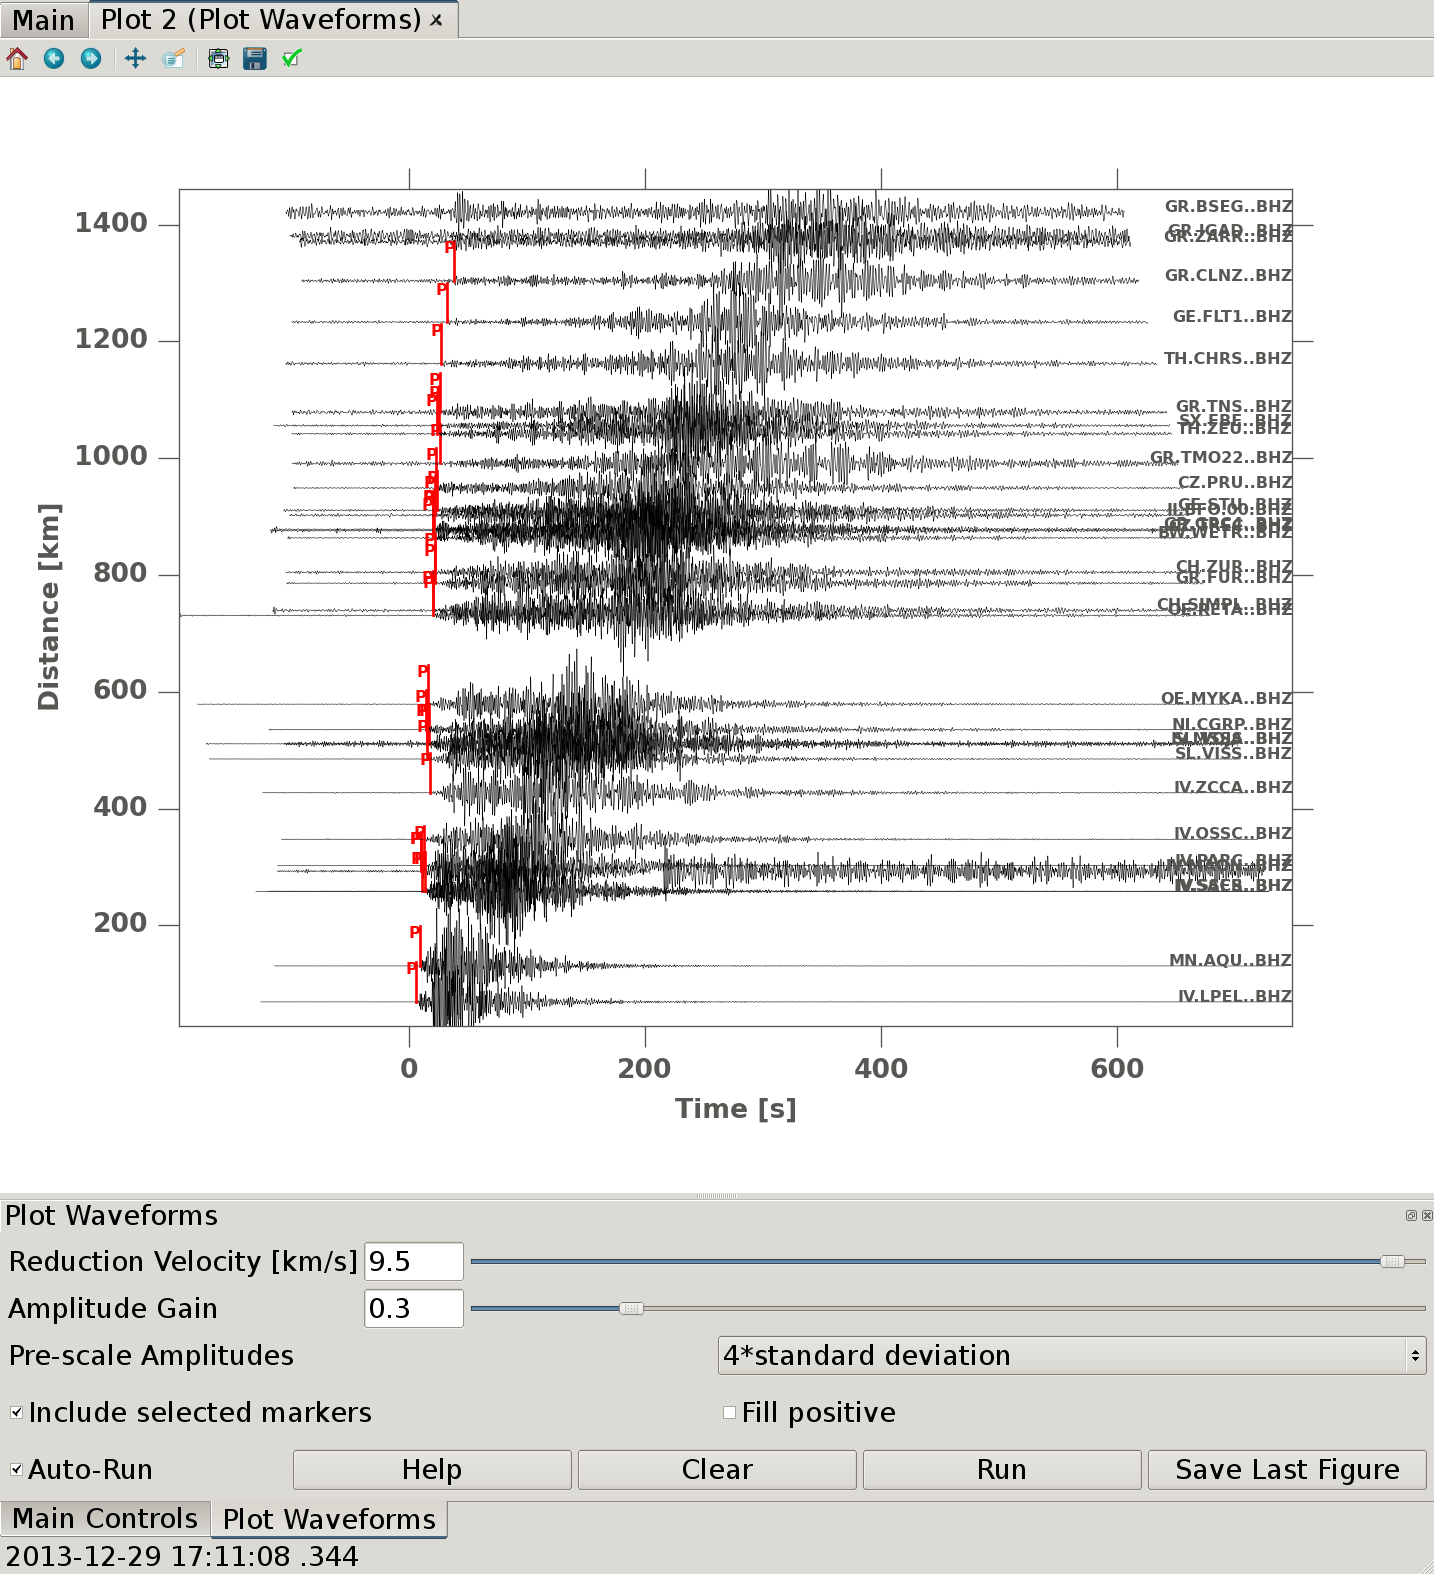 Main
Plot 2 (Plot Waveforms)
1400
1200
1000
800
600
400
200
Distance [km]
GR.BSEG..BHZ
GR.CLNZ..BHZ
GE.FLT1..BHZ
TH.CHRS..BHZ
GR.TNS..BHZ
TH.ZEU..BHZ
GR.TMO22..BHZ
CZ.PRU..BHZ
BW.WETR..BHZ
CH.ZUR..BHZ
GR.FUR..BHZ
OE.MYKA..BHZ
NI.CGRP..BHZ
SL.VISS..BHZ
IV.ZCCA..BHZ
IV.OSSC..BHZ
MN.AQU..BHZ
IV.LPEL..BHZ
P
P
P
P
P
P
P
P
P
P
P
P
0
200
400
600
Time [s]
Plot Waveforms
Reduction Velocity [km/s] 9.5
Amplitude Gain 0.3
Pre-scale Amplitudes 4*standard deviation
Include selected markers Fill positive
Auto-Run Help Clear Run Save Last Figure
Main Controls Plot Waveforms
2013-12-29 17:11:08 .344